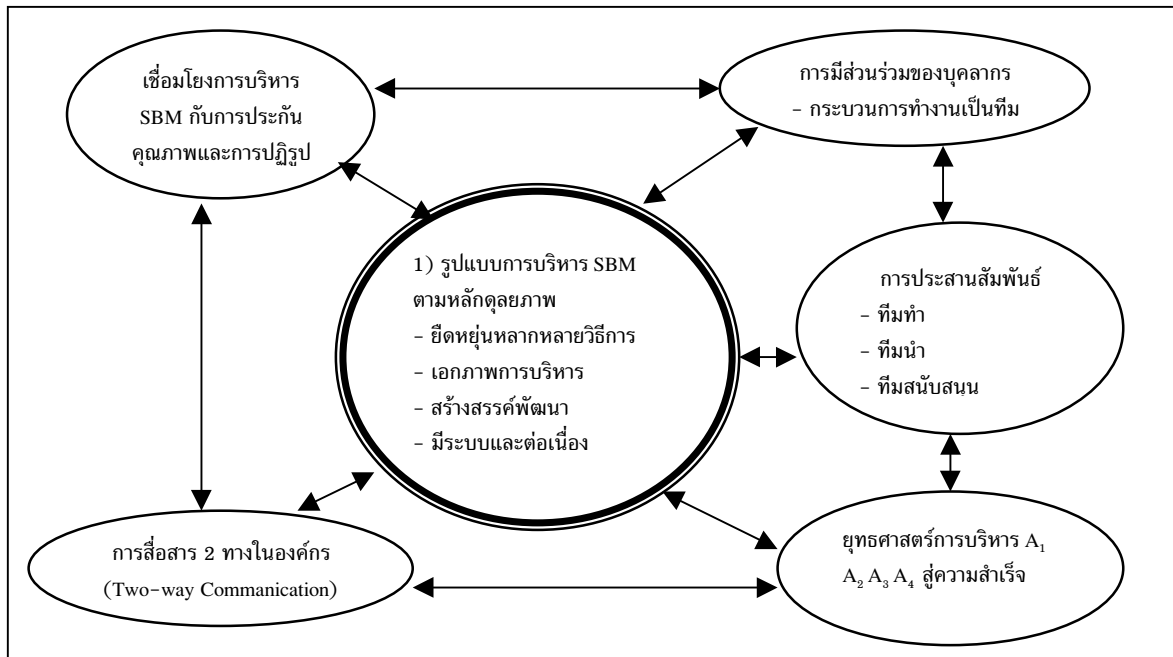 เชื่อมโยงการบริหาร
SBM กับการประกัน
คุณภาพและการปฏิรูป
การมีส่วนร่วมของบุคลากร
- กระบวนการทำงานเป็นทีม
1) รูปแบบการบริหาร SBM
ตามหลักดุลยภาพ
- ยืดหยุ่นหลากหลายวิธีการ
- เอกภาพการบริหาร
- สร้างสรรค์พัฒนา
- มีระบบและต่อเนื่อง
การประสานสัมพันธ์
- ทีมทำ
- ทีมนำ
- ทีมสนับสนน
การสื่อสาร 2 ทางในองค์กร
(Two-way Commanication)
ยุทธศาสตร์การบริหาร A₁
A₂ A₃ A₄ สู่ความสำเร็จ